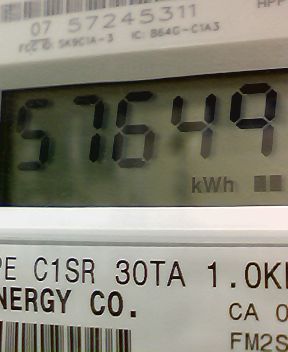 07 57245311
FCC ID: SK9C1A-3 IC: 864G-C1A3
57649
kWh
PE C1SR 30TA 1.0K
NERGY CO.
CA 0
FM2S